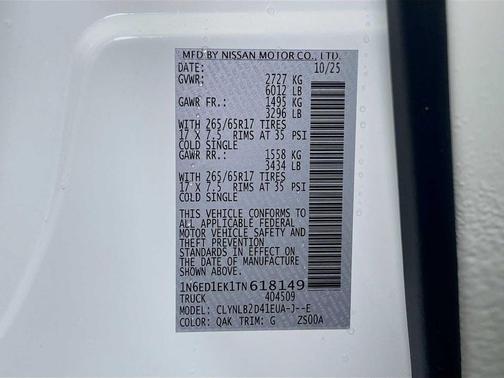 MFD BY NISSAN MOTOR CO., LTD.
DATE: 10/25
GVWR: 2727 KG
6012 LB
GAWR FR.: 1495 KG
3296 LB
WITH 265/65R17 TIRES
17 X 7.5 RIMS AT 35 PSI
COLD SINGLE
GAWR RR.: 1558 KG
3434 LB
WITH 265/65R17 TIRES
17 X 7.5 RIMS AT 35 PSI
COLD SINGLE
THIS VEHICLE CONFORMS TO
ALL APPLICABLE FEDERAL
MOTOR VEHICLE SAFETY AND
THEFT PREVENTION
STANDARDS IN EFFECT ON
THE DATE OF MANUFACTURE
SHOWN ABOVE.
1N6ED1EK1TN618149
TRUCK 4D4509
MODEL: CLYNLB2D41EUA-J--E
COLOR: QAK TRIM: G ZS00A